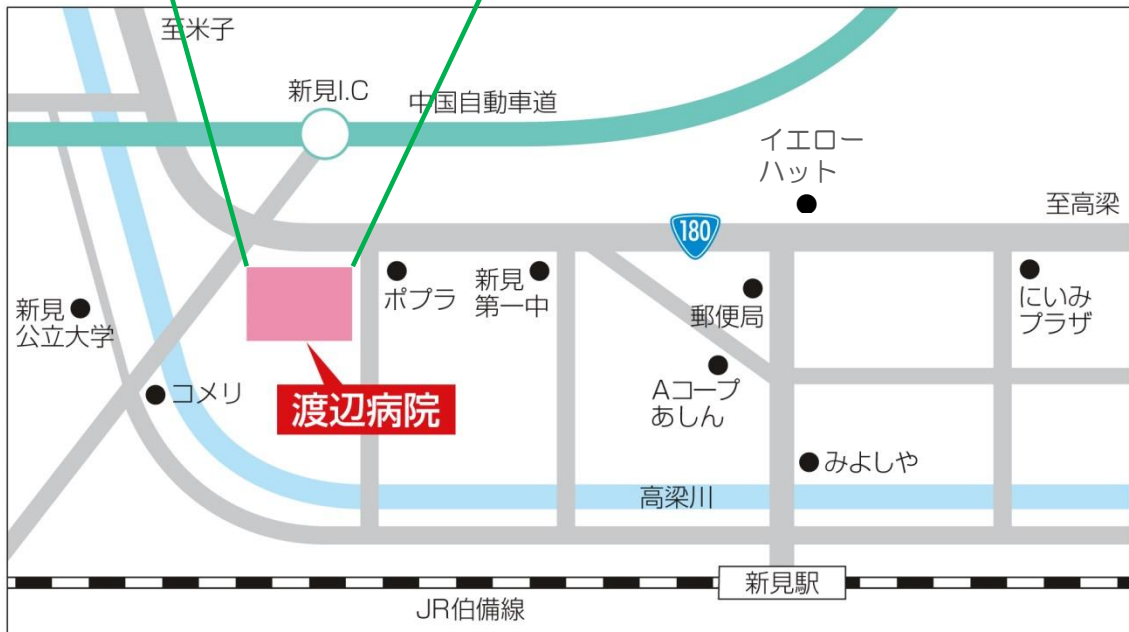 至米子
新見I.C
中国自動車道
イエロー
ハット
至高梁
180
新見
公立大学
ポプラ
新見
第一中
郵便局
にいみ
プラザ
コメリ
渡辺病院
Aコープ
あしん
みよしや
高梁川
新見駅
JR伯備線